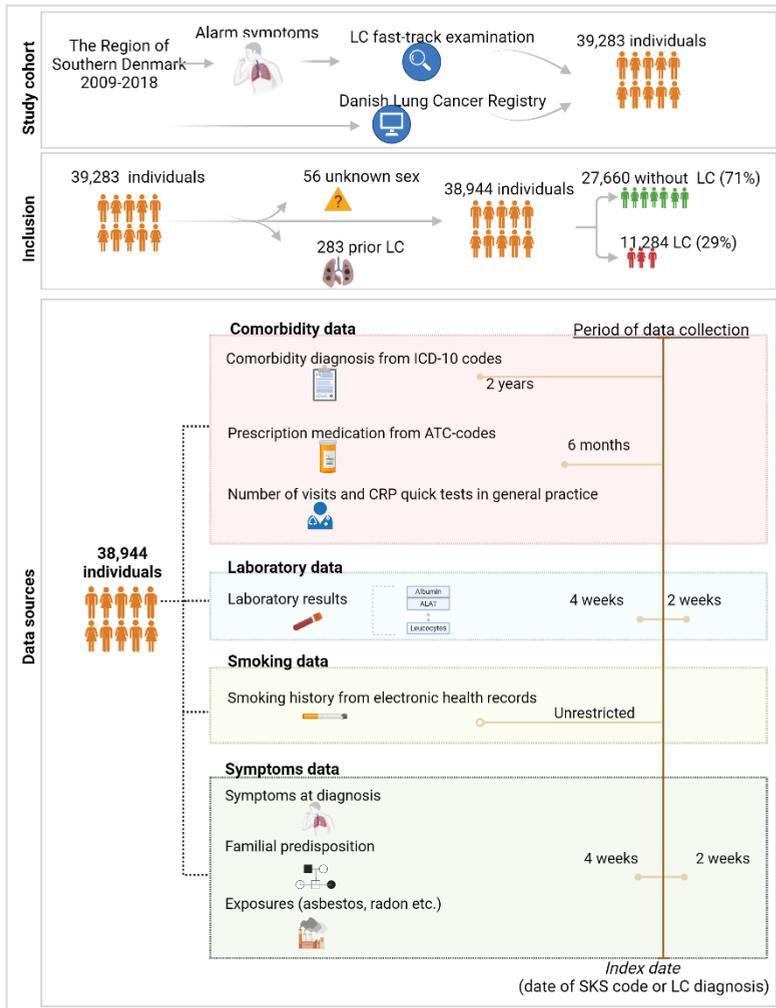 Study cohort
The Region of
Southern Denmark
2009-2018
Alarm symptoms
LC fast-track examination
Danish Lung Cancer Registry
39,283 individuals
Inclusion
39,283 individuals
56 unknown sex
?
283 prior LC
38,944 individuals
27,660 without LC (71%)
11,284 LC (29%)
Data sources
38,944
individuals
Comorbidity data
Period of data collection
Comorbidity diagnosis from ICD-10 codes
2 years
Prescription medication from ATC-codes
6 months
Number of visits and CRP quick tests in general practice
Laboratory data
Laboratory results
Albumin
ALAT
Leucocytes
4 weeks
2 weeks
Smoking data
Smoking history from electronic health records
Unrestricted
Symptoms data
Symptoms at diagnosis
Familial predisposition
4 weeks
2 weeks
Exposures (asbestos, radon etc.)
Index date
(date of SKS code or LC diagnosis)